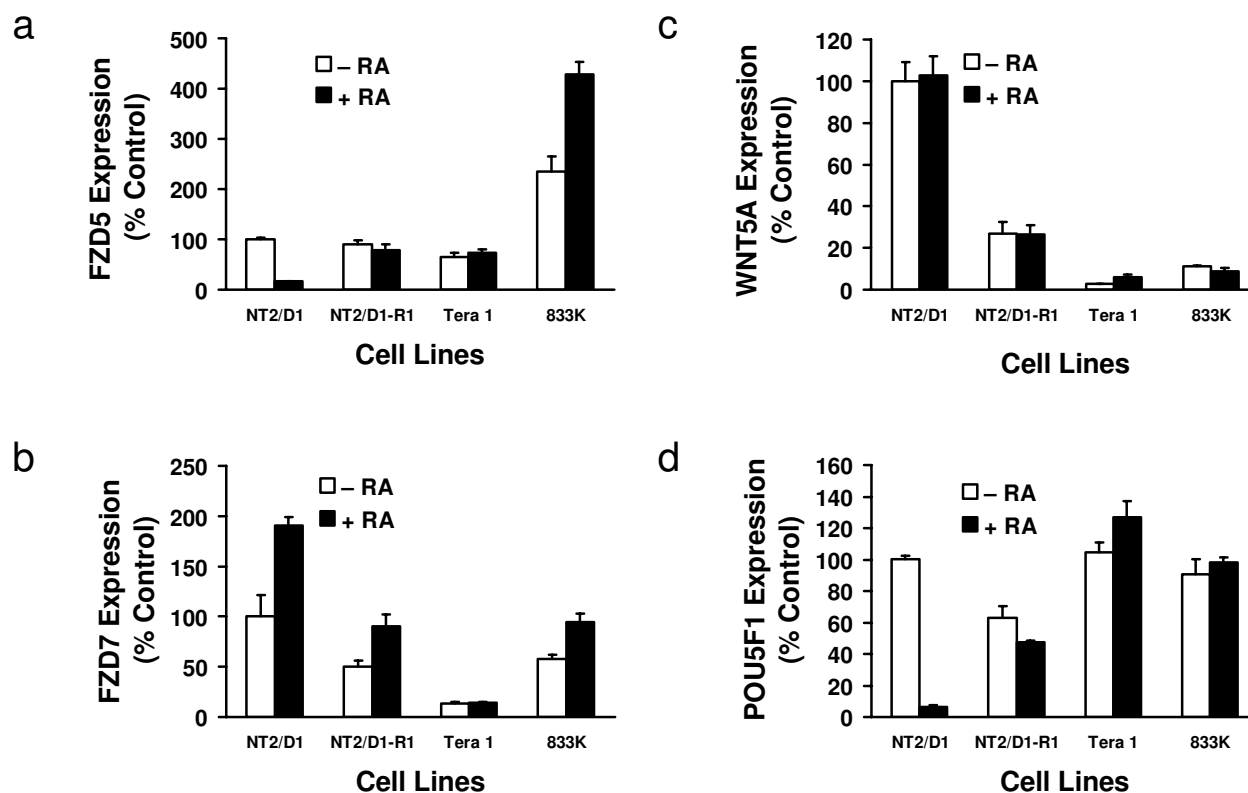 a
FZD5 Expression
(% Control)
500
400
300
200
100
0
– RA
+ RA
NT2/D1 NT2/D1-R1 Tera 1 833K
Cell Lines
b
FZD7 Expression
(% Control)
250
200
150
100
50
0
– RA
+ RA
NT2/D1 NT2/D1-R1 Tera 1 833K
Cell Lines
c
WNT5A Expression
(% Control)
120
100
80
60
40
20
0
– RA
+ RA
NT2/D1 NT2/D1-R1 Tera 1 833K
Cell Lines
d
POU5F1 Expression
(% Control)
160
140
120
100
80
60
40
20
0
– RA
+ RA
NT2/D1 NT2/D1-R1 Tera 1 833K
Cell Lines